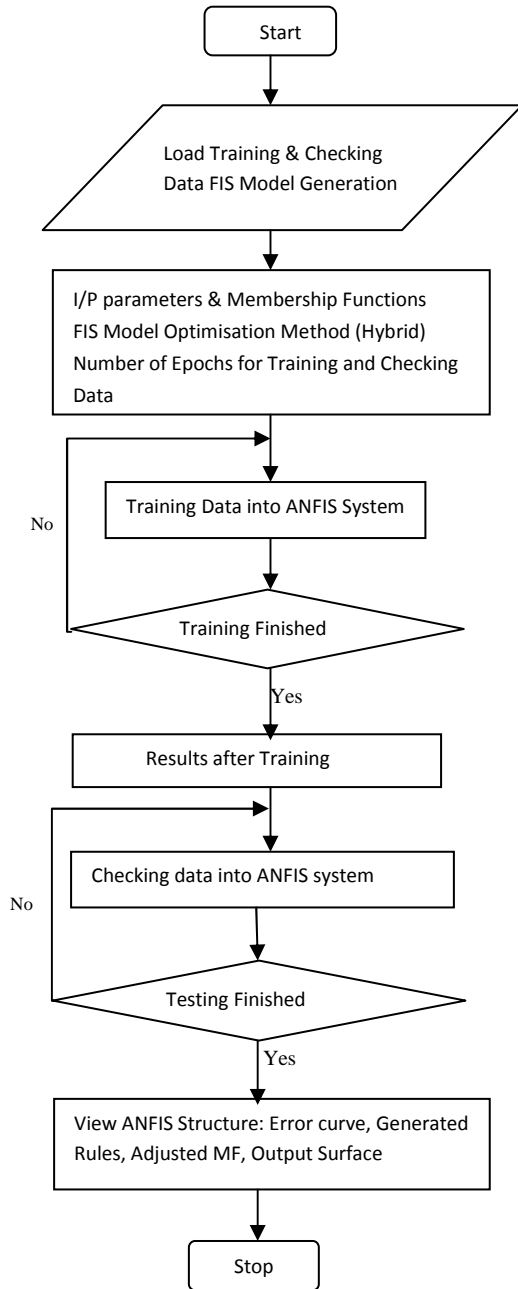 Start
Load Training & Checking
Data FIS Model Generation
I/P parameters & Membership Functions
FIS Model Optimisation Method (Hybrid)
Number of Epochs for Training and Checking
Data
No
Training Data into ANFIS System
Training Finished
Yes
Results after Training
Checking data into ANFIS system
No
Testing Finished
Yes
View ANFIS Structure: Error curve, Generated
Rules, Adjusted MF, Output Surface
Stop